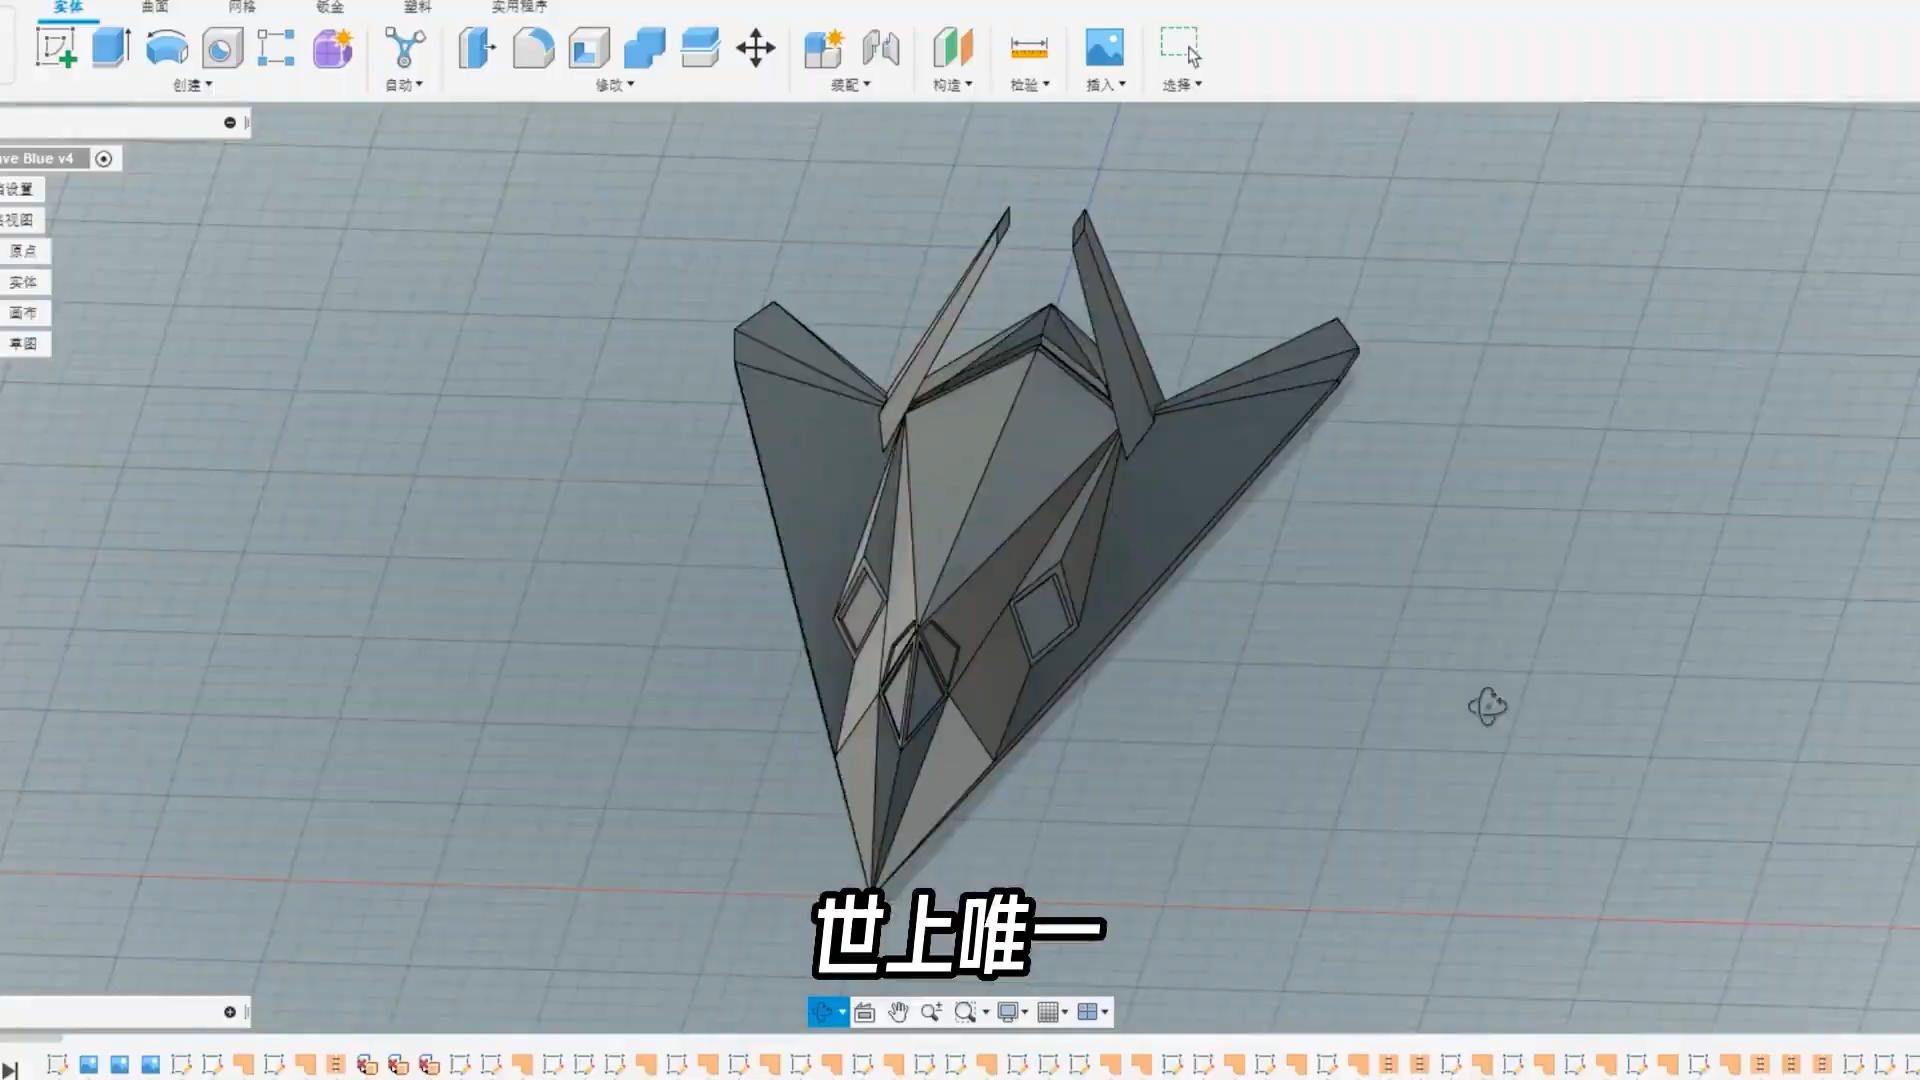 实体 曲面 网格 钣金 塑料 实用程序
创建 自动 修改 装配 构造 检验 插入 选择
ave Blue v4
设置
视图
原点
实体
画布
草图
世上唯一